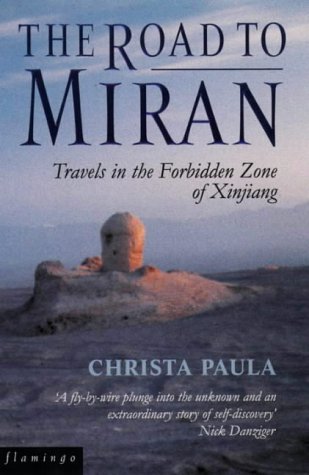 THE ROAD TO
MIRAN
Travels in the Forbidden Zone
of Xinjiang
CHRISTA PAULA
'A fly-by-wire plunge into the unknown and an
extraordinary story of self-discovery'
Nick Danziger
flamingo